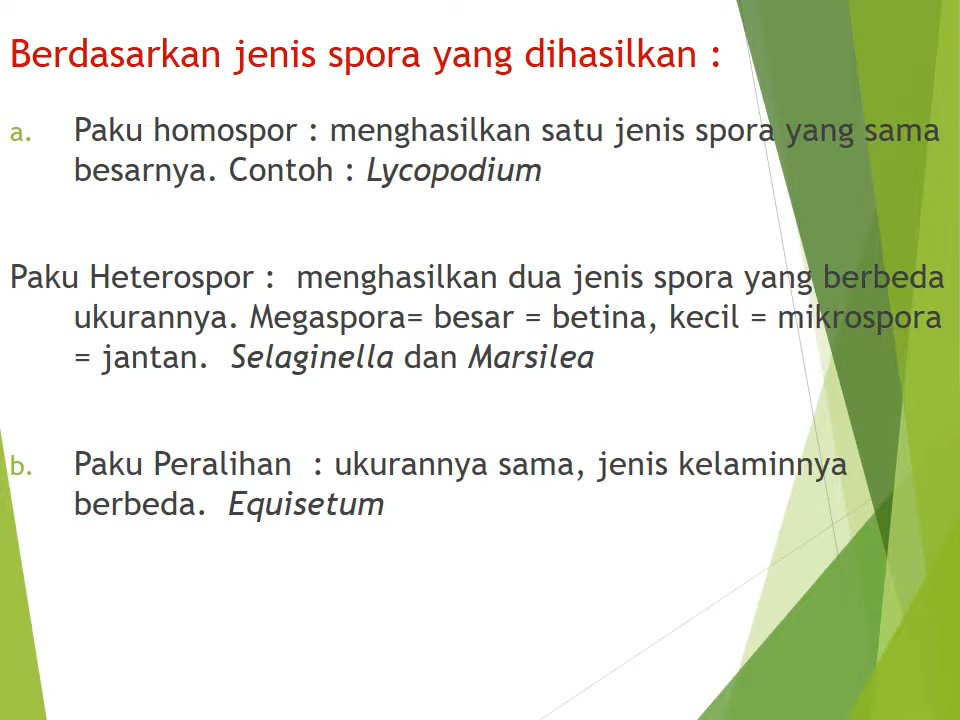 Berdasarkan jenis spora yang dihasilkan :
a. Paku homospor : menghasilkan satu jenis spora yang sama
besarnya. Contoh : Lycopodium
Paku Heterospor : menghasilkan dua jenis spora yang berbeda
ukurannya. Megaspora= besar = betina, kecil = mikrospora
= jantan. Selaginella dan Marsilea
b. Paku Peralihan : ukurannya sama, jenis kelaminnya
berbeda. Equisetum